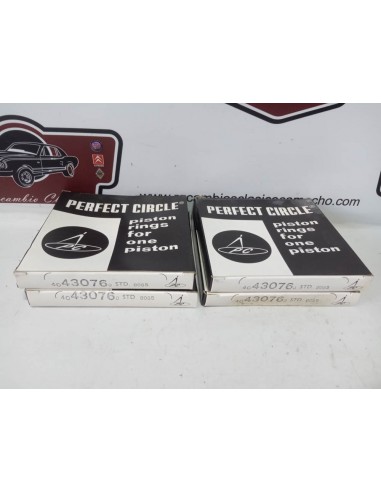 PERFECT CIRCLE
piston
rings
for
one
piston
43076 STD
43076 STD
PERFECT CIRCLE
piston
rings
for
one
piston
43076 STD
43076 STD